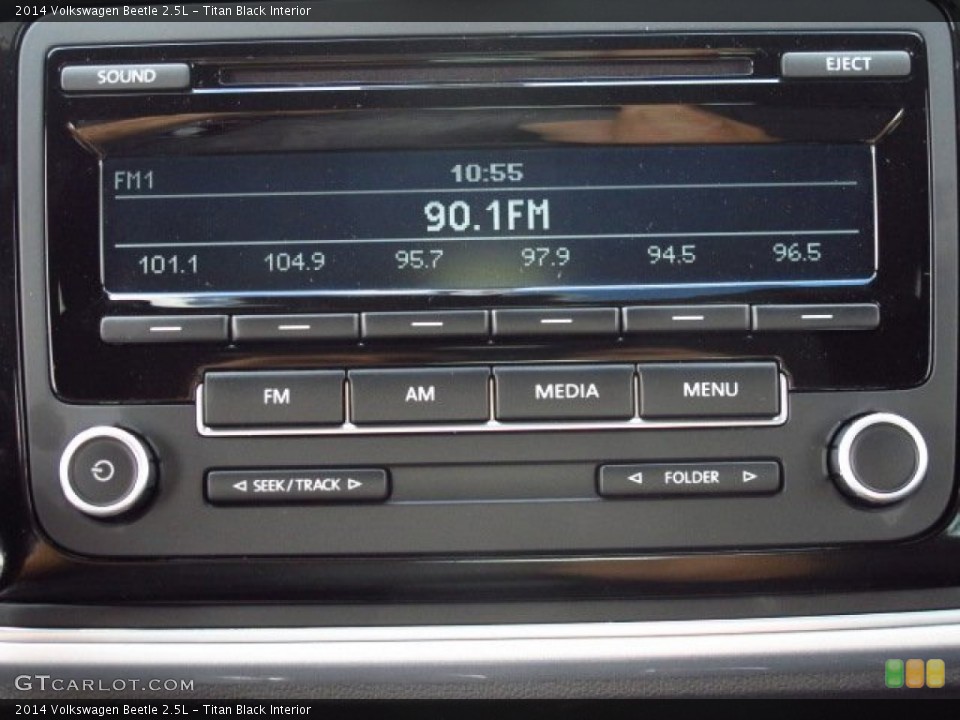 2014 Volkswagen Beetle 2.5L - Titan Black Interior
SOUND
EJECT
FM1
10:55
90.1FM
101.1 104.9 95.7 97.9 94.5 96.5
FM AM MEDIA MENU
◁ SEEK/TRACK ▷
◁ FOLDER ▷
GTCARLOT.COM
2014 Volkswagen Beetle 2.5L - Titan Black Interior